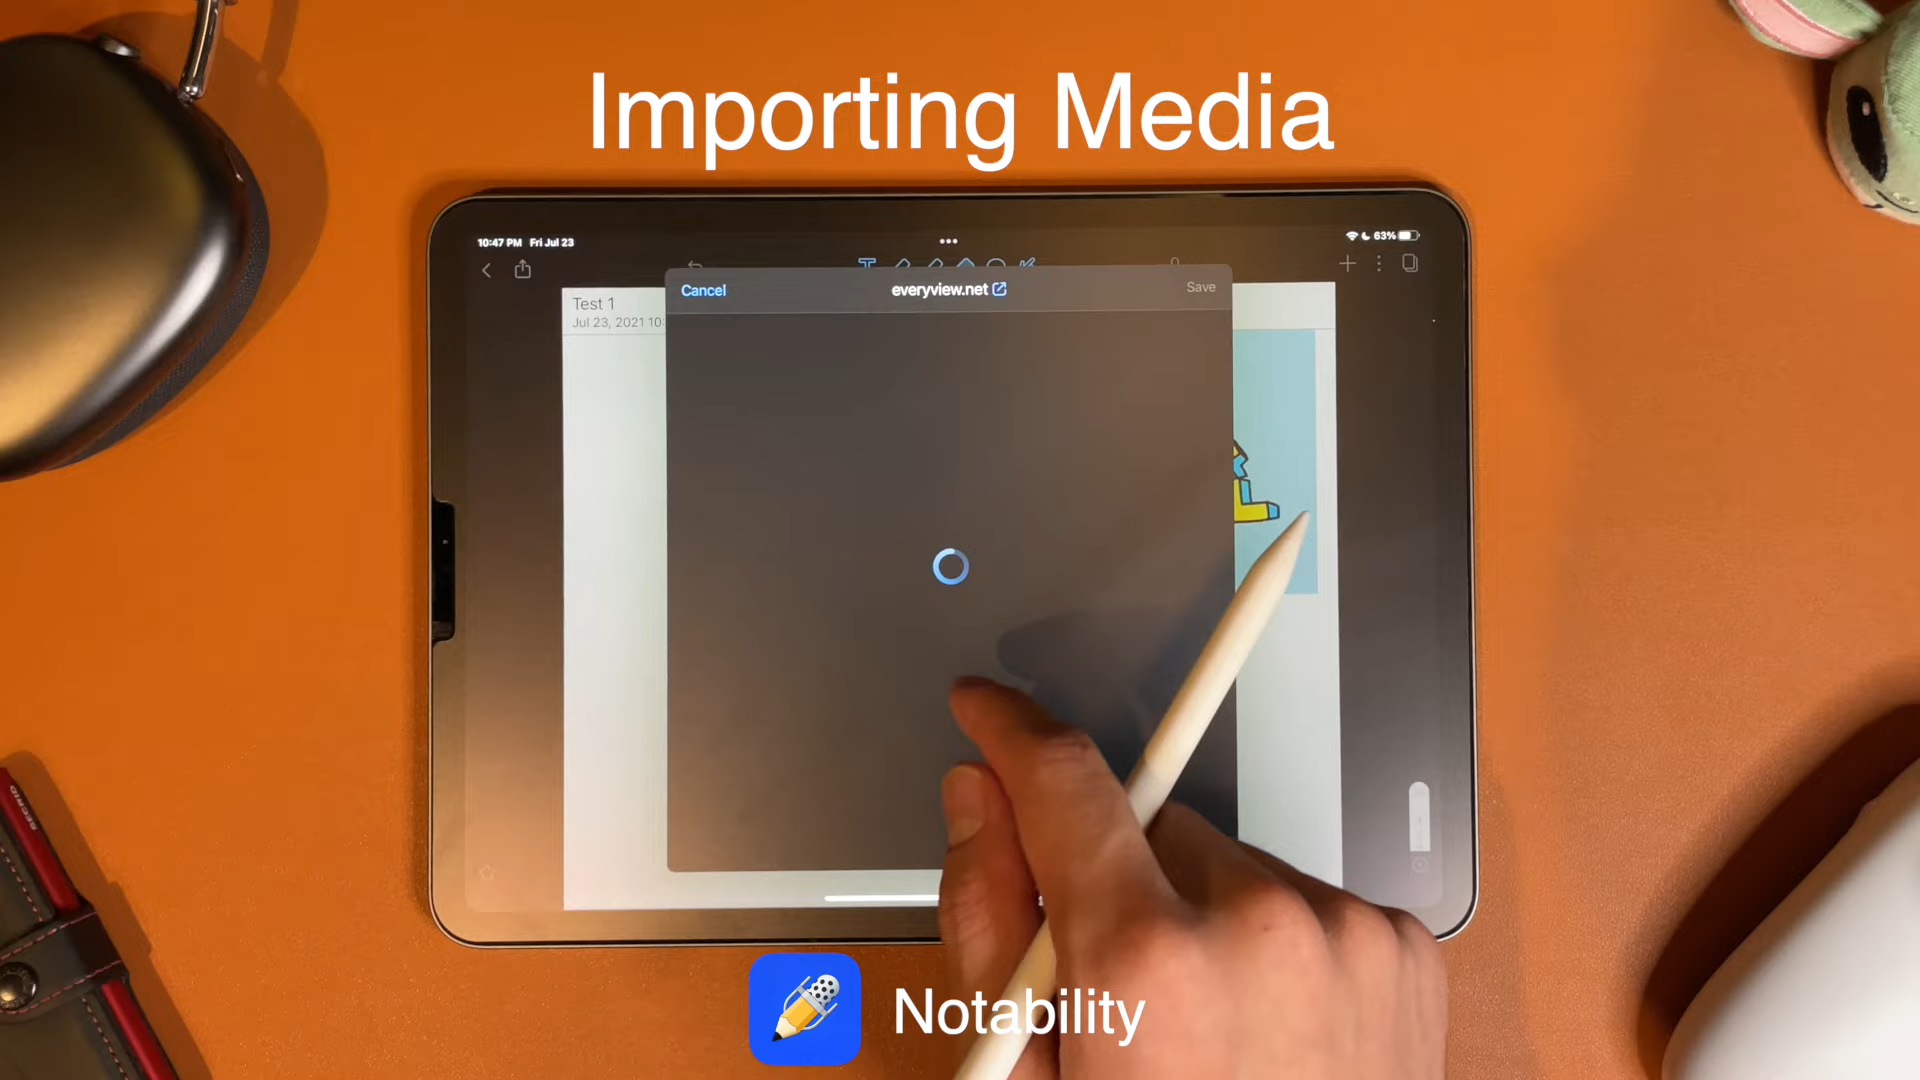 Importing Media
10:47 PM Fri Jul 23
63%
Cancel
everyview.net
Save
Test 1
Jul 23, 2021 10:
SECRID
Notability